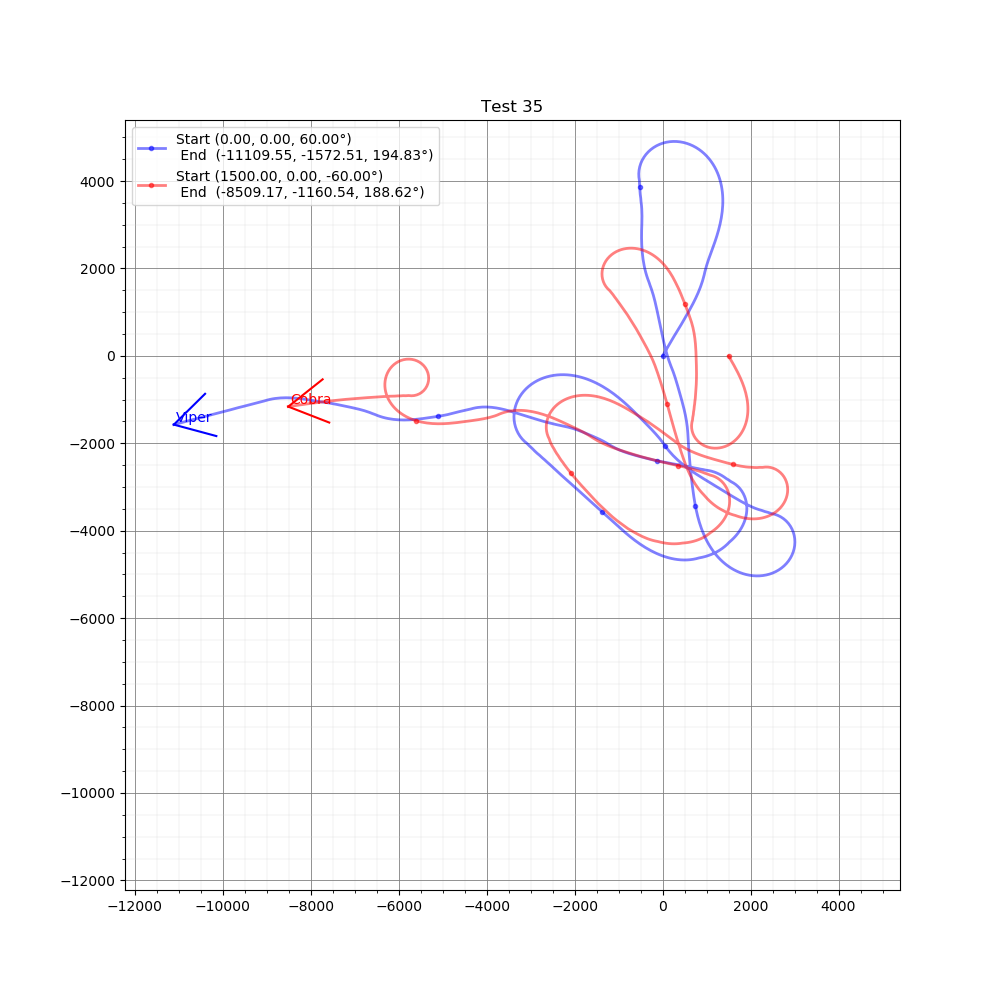 Test 35
Start (0.00, 0.00, 60.00°)
End  (-11109.55, -1572.51, 194.83°)
Start (1500.00, 0.00, -60.00°)
End  (-8509.17, -1160.54, 188.62°)
4000
2000
0
−2000
−4000
−6000
−8000
−10000
−12000
Cobra
Viper
−12000 −10000 −8000 −6000 −4000 −2000 0 2000 4000